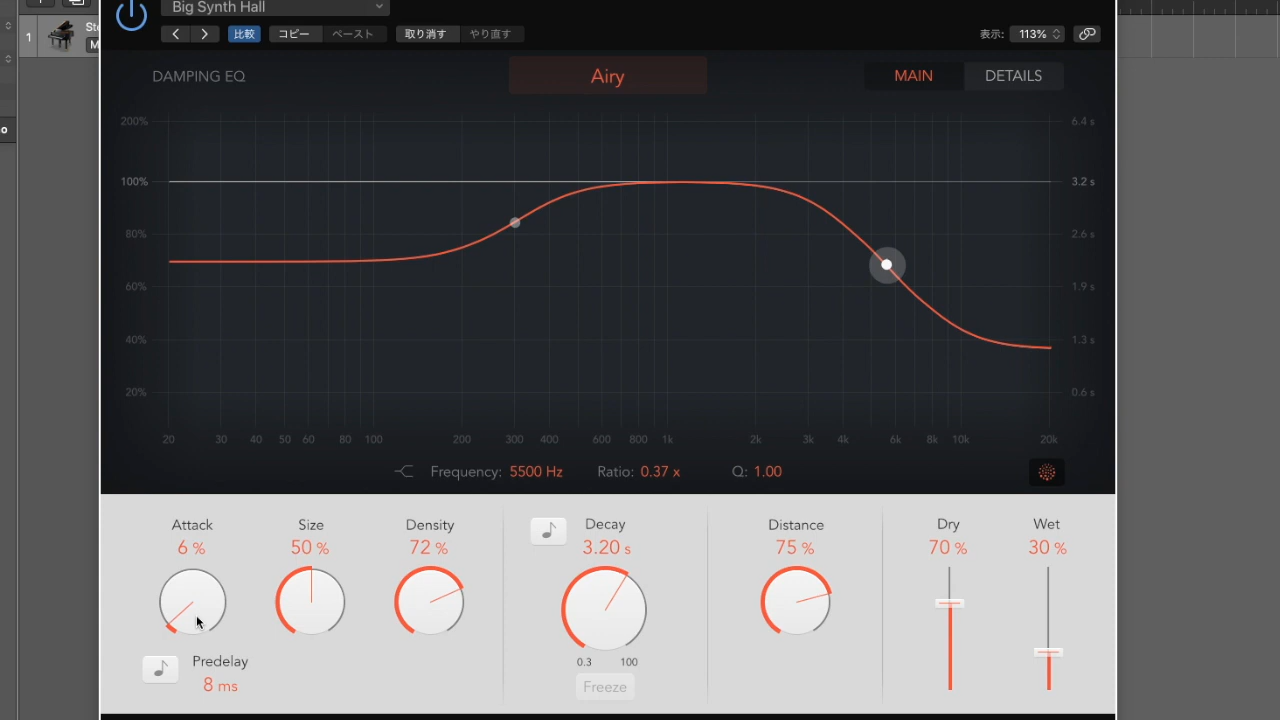 Big Synth Hall
1 Ste
M
比較 コピー ペースト 取り消す やり直す 表示: 113%
DAMPING EQ Airy MAIN DETAILS
200% 6.4 s
100% 3.2 s
80% 2.6 s
60% 1.9 s
40% 1.3 s
20% 0.6 s
20 30 40 50 60 80 100 200 300 400 600 800 1k 2k 3k 4k 6k 8k 10k 20k
Frequency: 5500 Hz Ratio: 0.37 x Q: 1.00
Attack Size Density Decay Distance Dry Wet
6 % 50 % 72 % 3.20 s 75 % 70 % 30 %
Predelay 0.3 100
8 ms Freeze